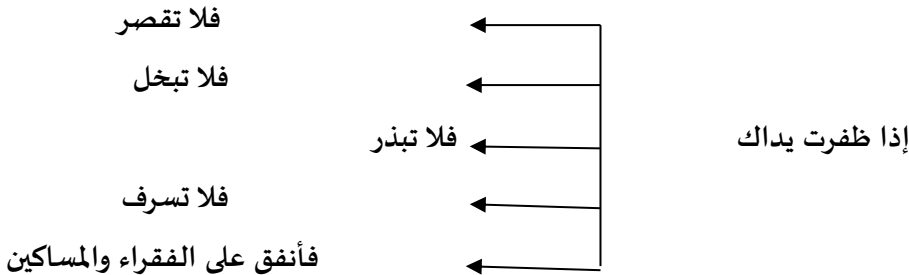 فلا تقصر
فلا تبخل
إذا ظفرت يداك
فلا تبذر
فلا تسرف
فأنفق على الفقراء والمساكين